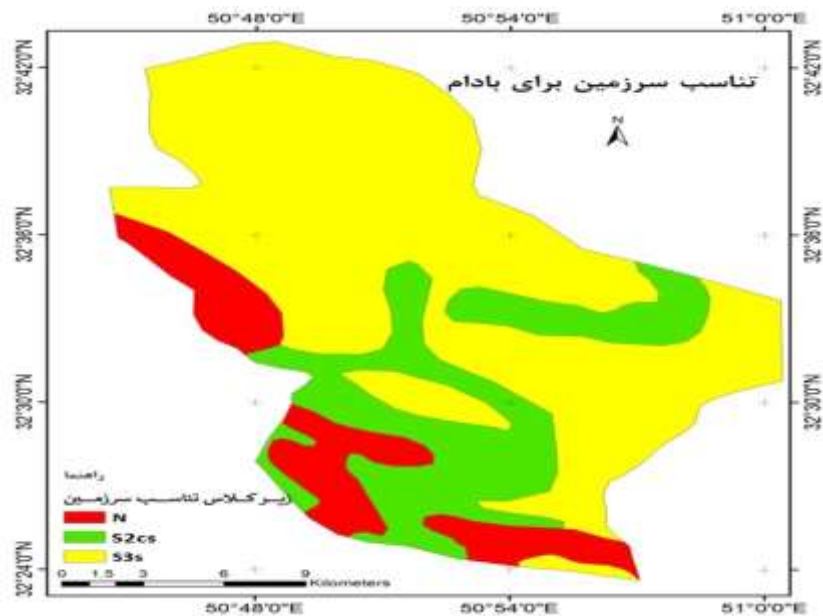 50°48'0"E 50°54'0"E 51°0'0"E
32°42'0"N 32°42'0"N
تناسب سرزمین برای بادام
N
32°36'0"N 32°36'0"N
32°30'0"N 32°30'0"N
راهنما
زیرکلاس تناسب سرزمین
N
S2cs
S3s
32°24'0"N 32°24'0"N
0 1.5 3 6 9
Kilometers
50°48'0"E 50°54'0"E 51°0'0"E